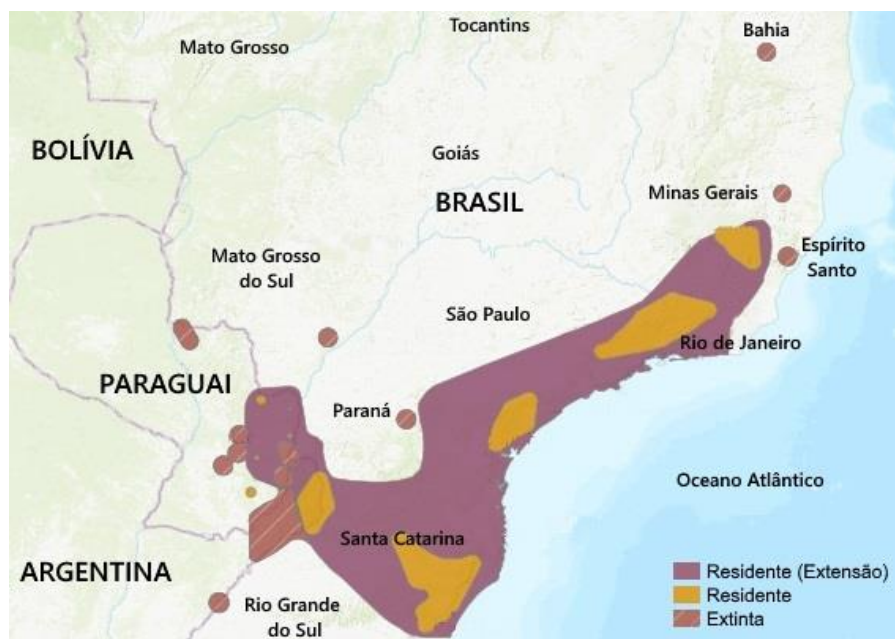 Tocantins
Bahia
Mato Grosso
BOLÍVIA
Goiás
Minas Gerais
BRASIL
Espírito
Santo
Mato Grosso
do Sul
São Paulo
Rio de Janeiro
PARAGUAI
Paraná
Oceano Atlântico
Santa Catarina
ARGENTINA
Rio Grande
do Sul
Residente (Extensão)
Residente
Extinta